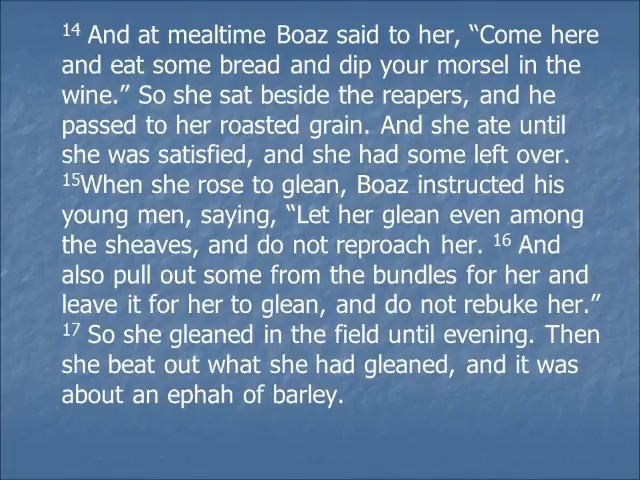 14 And at mealtime Boaz said to her, “Come here
and eat some bread and dip your morsel in the
wine.” So she sat beside the reapers, and he
passed to her roasted grain. And she ate until
she was satisfied, and she had some left over.
15When she rose to glean, Boaz instructed his
young men, saying, “Let her glean even among
the sheaves, and do not reproach her. 16 And
also pull out some from the bundles for her and
leave it for her to glean, and do not rebuke her.”
17 So she gleaned in the field until evening. Then
she beat out what she had gleaned, and it was
about an ephah of barley.